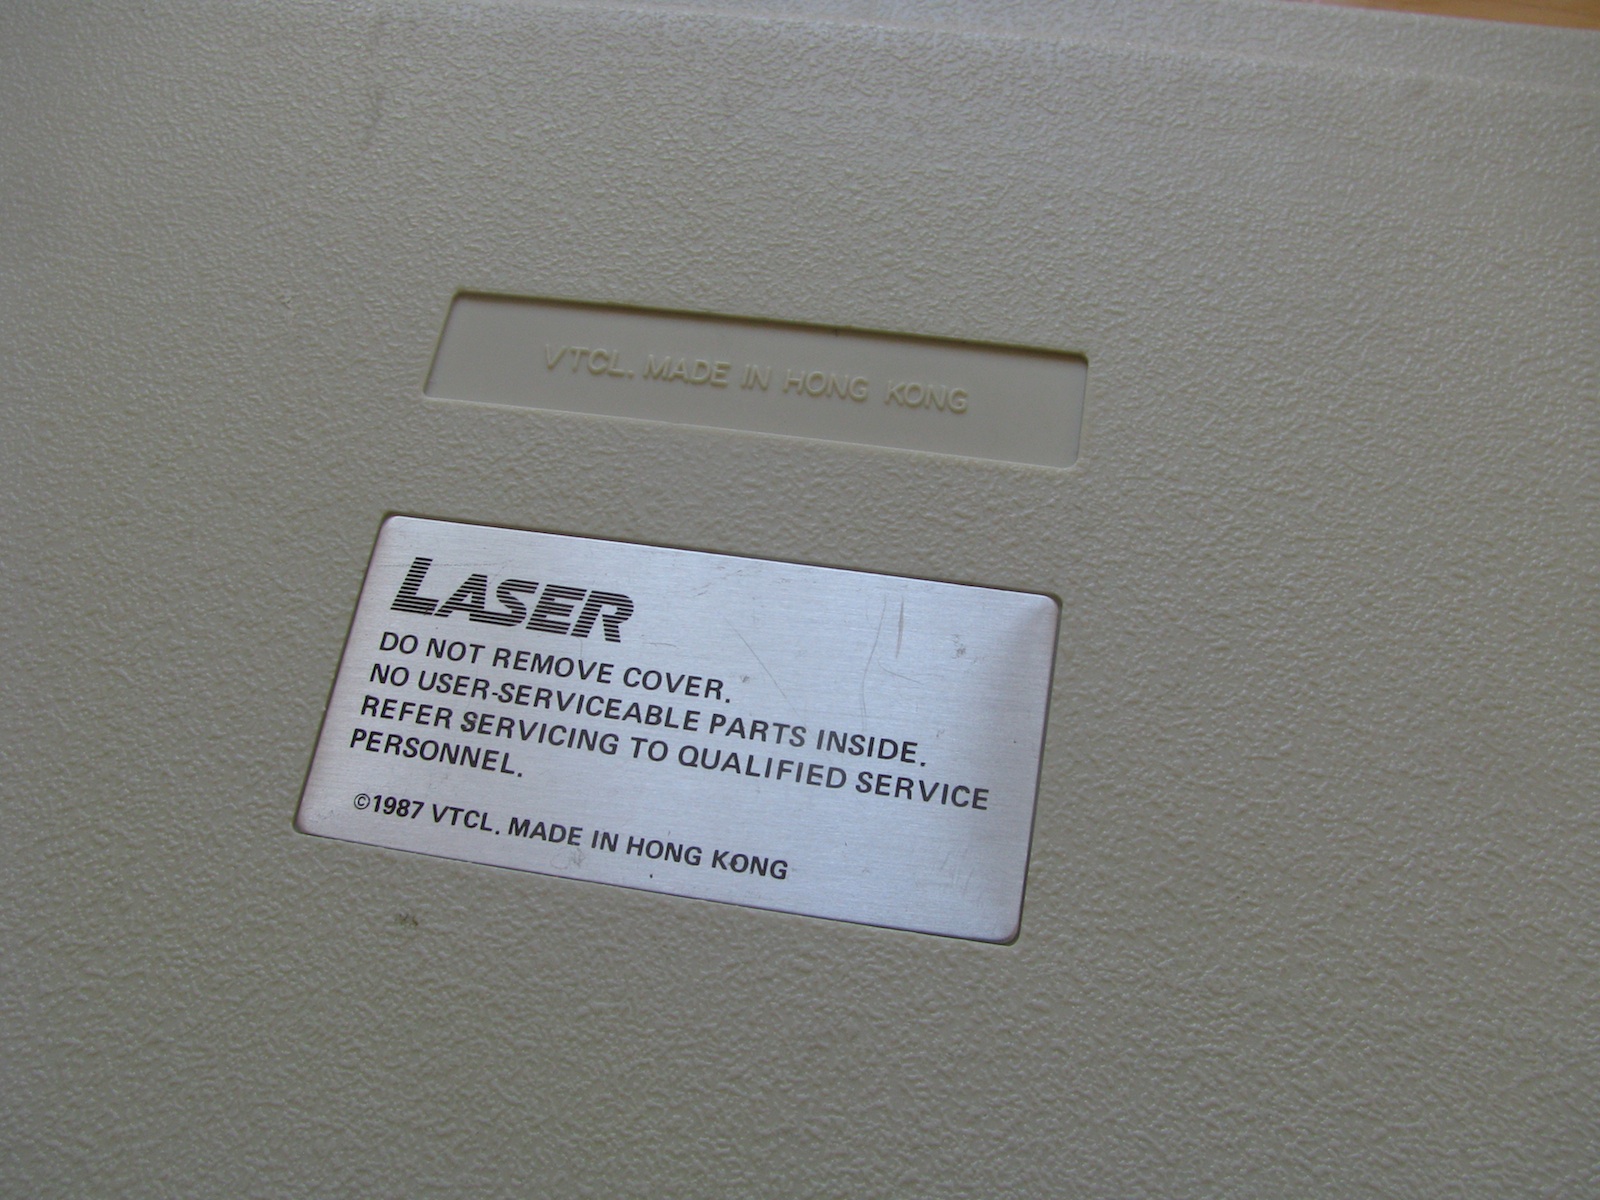 VTCL. MADE IN HONG KONG
LASER
DO NOT REMOVE COVER.
NO USER-SERVICEABLE PARTS INSIDE.
REFER SERVICING TO QUALIFIED SERVICE
PERSONNEL.
©1987 VTCL. MADE IN HONG KONG